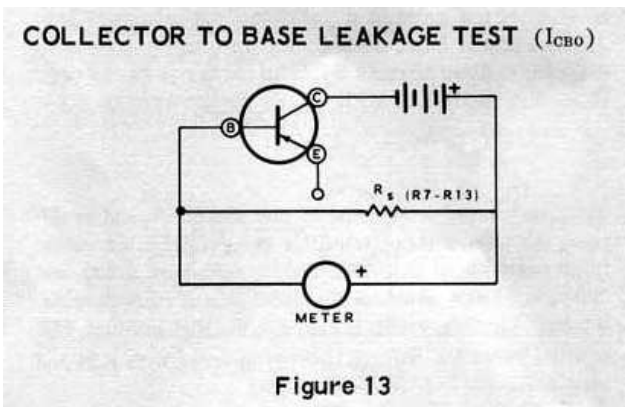 COLLECTOR TO BASE LEAKAGE TEST (ICBO)
C
+
B
E
Rs (R7-R13)
+
METER
Figure 13